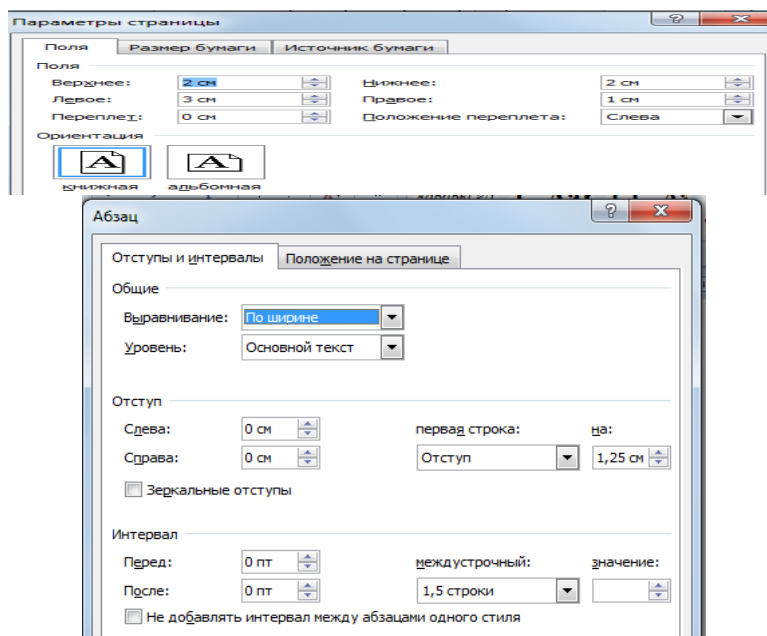 Параметры страницы
Поля Размер бумаги Источник бумаги
Поля
Верхнее: 2 см Нижнее: 2 см
Левое: 3 см Правое: 1 см
Переплет: 0 см Положение переплета: Слева
Ориентация
книжная альбомная
Абзац
Отступы и интервалы Положение на странице
Общие
Выравнивание: По ширине
Уровень: Основной текст
Отступ
Слева: 0 см первая строка: на:
Справа: 0 см Отступ 1,25 см
Зеркальные отступы
Интервал
Перед: 0 пт междустрочный: значение:
После: 0 пт 1,5 строки
Не добавлять интервал между абзацами одного стиля